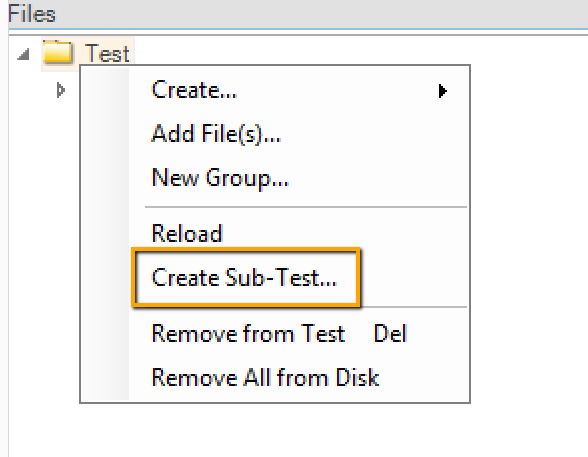 Files
Test
Create...
Add File(s)...
New Group...
Reload
Create Sub-Test...
Remove from Test Del
Remove All from Disk